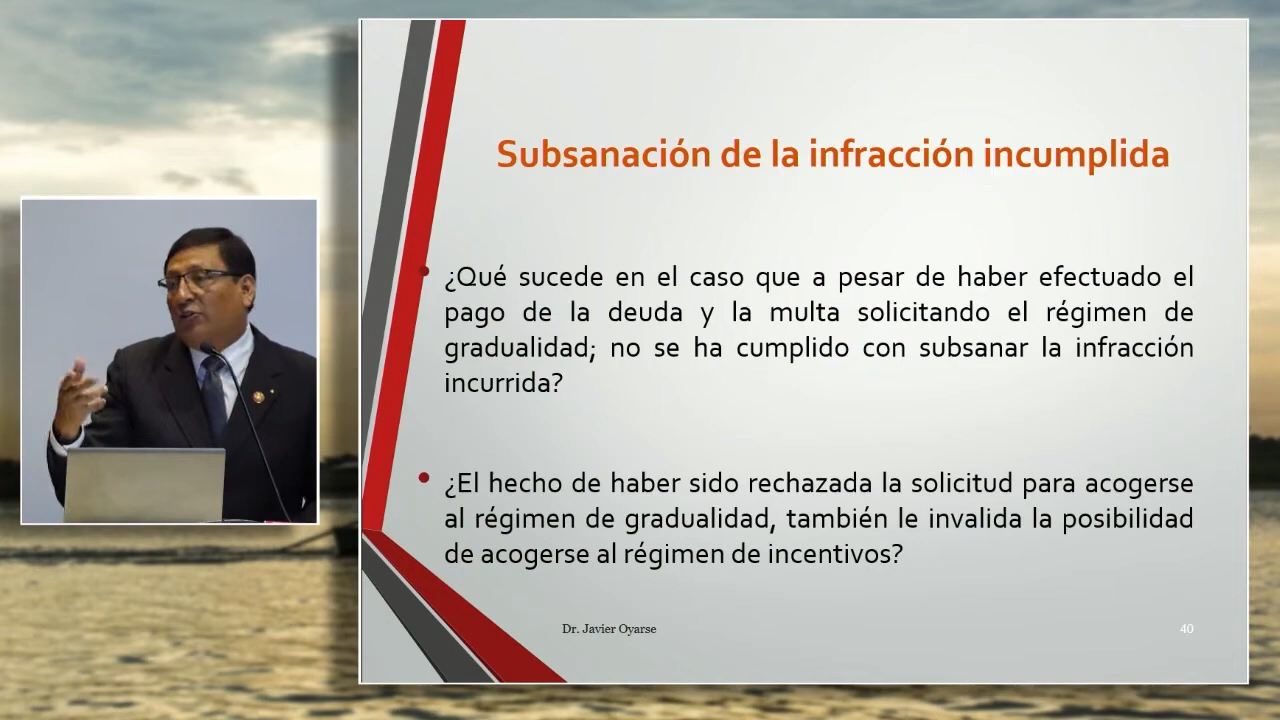 Subsanación de la infracción incumplida
• ¿Qué sucede en el caso que a pesar de haber efectuado el
pago de la deuda y la multa solicitando el régimen de
gradualidad; no se ha cumplido con subsanar la infracción
incurrida?
• ¿El hecho de haber sido rechazada la solicitud para acogerse
al régimen de gradualidad, también le invalida la posibilidad
de acogerse al régimen de incentivos?
Dr. Javier Oyarse
40